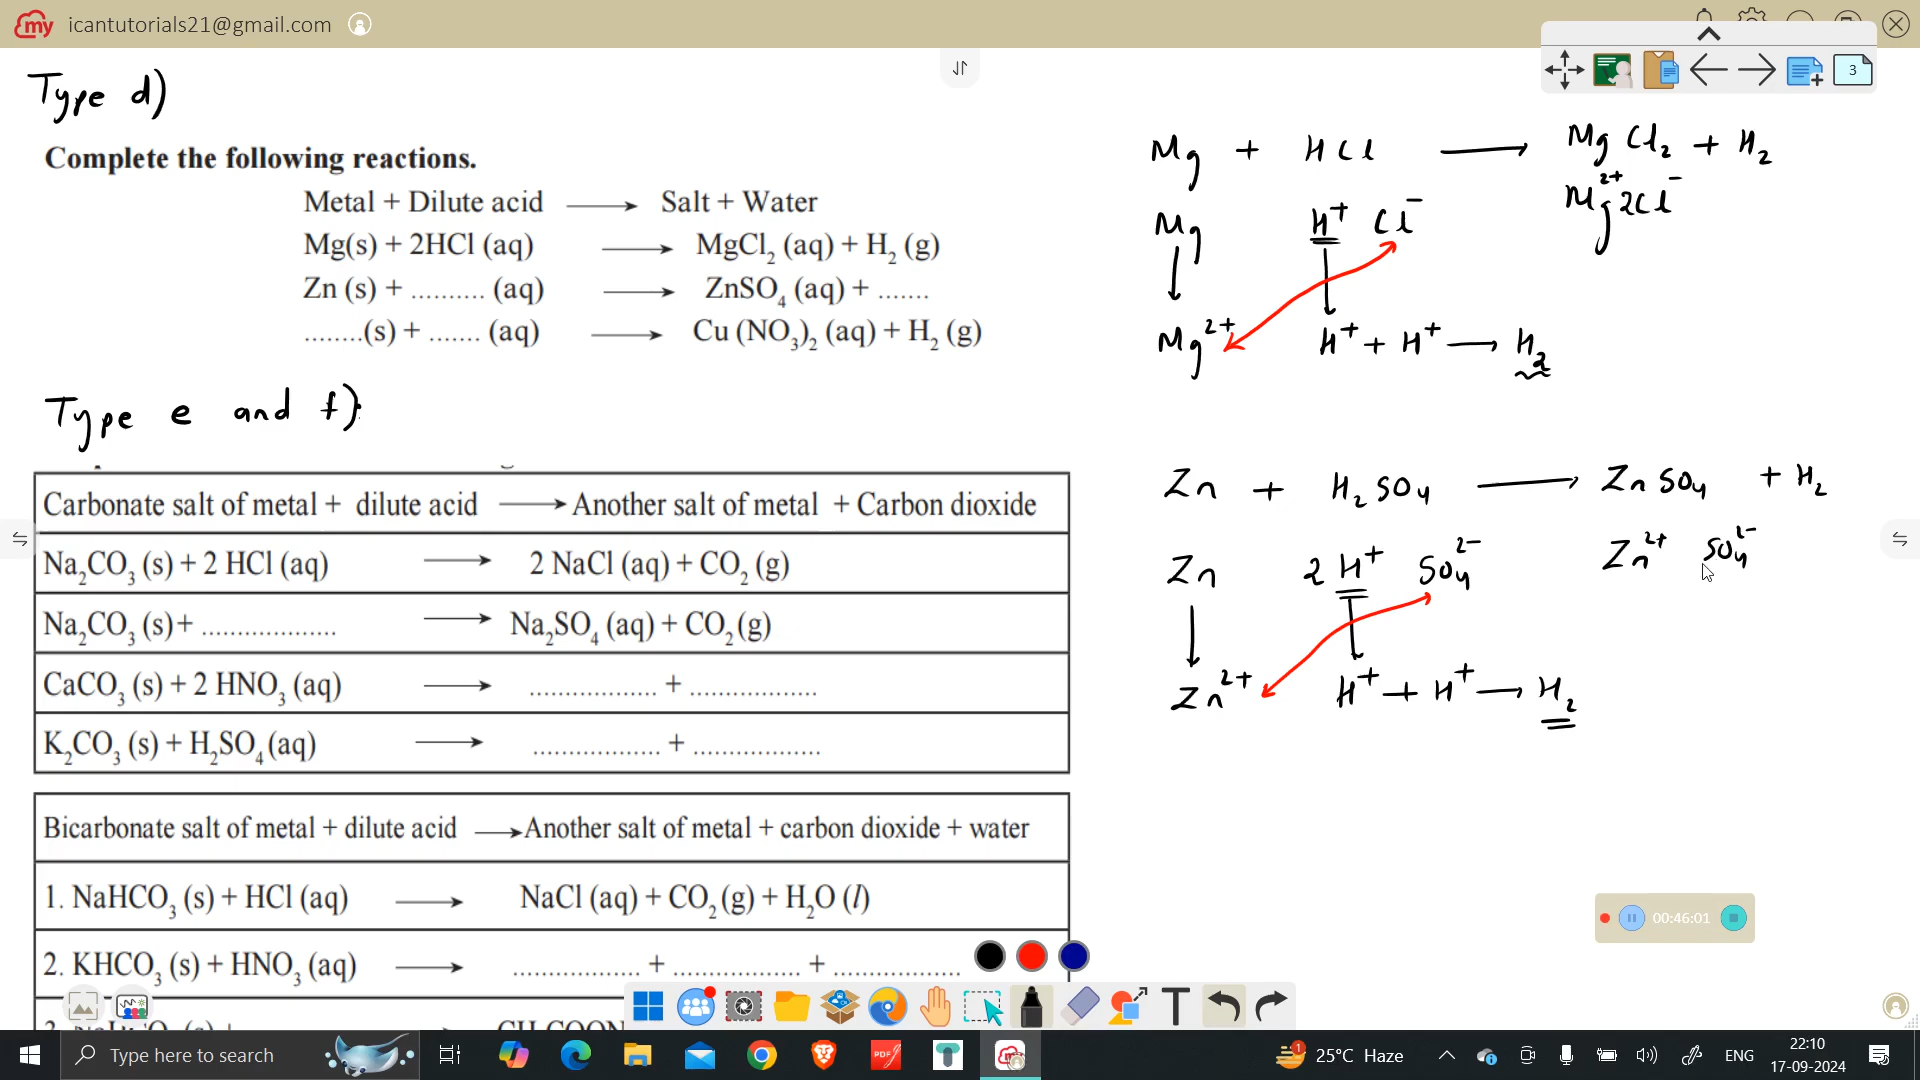 my icantutorials21@gmail.com
3
Type d)
Complete the following reactions.
Metal + Dilute acid ⟶ Salt + Water
Mg(s) + 2HCl (aq) ⟶ MgCl₂ (aq) + H₂ (g)
Zn (s) + .......... (aq) ⟶ ZnSO₄ (aq) + .......
........(s) + ....... (aq) ⟶ Cu (NO₃)₂ (aq) + H₂ (g)
Type e and f)
Carbonate salt of metal + dilute acid ⟶ Another salt of metal + Carbon dioxide
Na₂CO₃ (s) + 2 HCl (aq) ⟶ 2 NaCl (aq) + CO₂ (g)
Na₂CO₃ (s)+ ................... ⟶ Na₂SO₄ (aq) + CO₂ (g)
CaCO₃ (s) + 2 HNO₃ (aq) ⟶ .................. + ..................
K₂CO₃ (s) + H₂SO₄ (aq) ⟶ .................. + ..................
Bicarbonate salt of metal + dilute acid ⟶ Another salt of metal + carbon dioxide + water
1. NaHCO₃ (s) + HCl (aq) ⟶ NaCl (aq) + CO₂ (g) + H₂O (l)
2. KHCO₃ (s) + HNO₃ (aq) ⟶ .................. + .................. + ..................
Mg + HCl ⟶ MgCl₂ + H₂
Mg H⁺ Cl⁻ Mg²⁺2Cl⁻
Mg²⁺ H⁺ + H⁺ ⟶ H₂
Zn + H₂SO₄ ⟶ ZnSO₄ + H₂
Zn 2H⁺ SO₄²⁻ Zn²⁺ SO₄²⁻
Zn²⁺ H⁺ + H⁺ ⟶ H₂
00:46:01
T
Type here to search
PDF
1
25°C Haze
ENG
22:10
17-09-2024